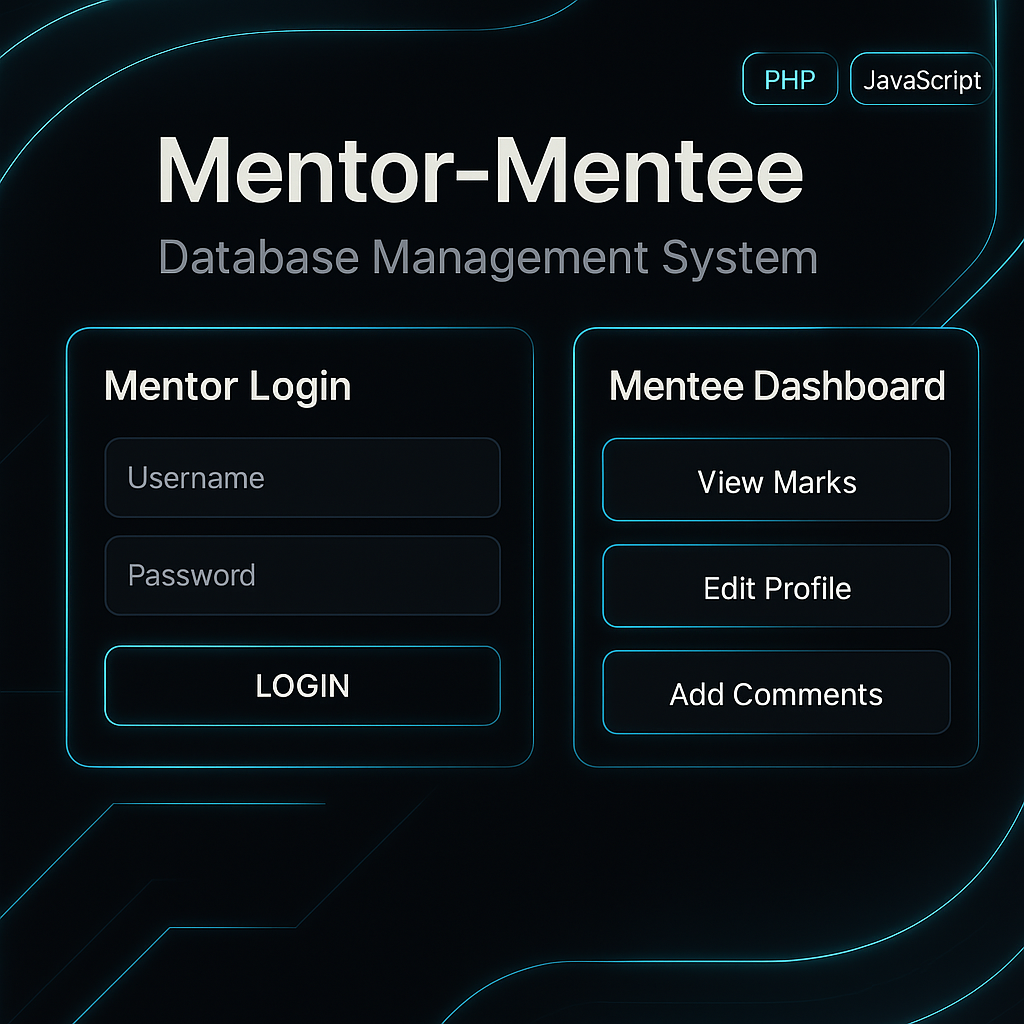 PHP
JavaScript
Mentor-Mentee
Database Management System
Mentor Login
Username
Password
LOGIN
Mentee Dashboard
View Marks
Edit Profile
Add Comments